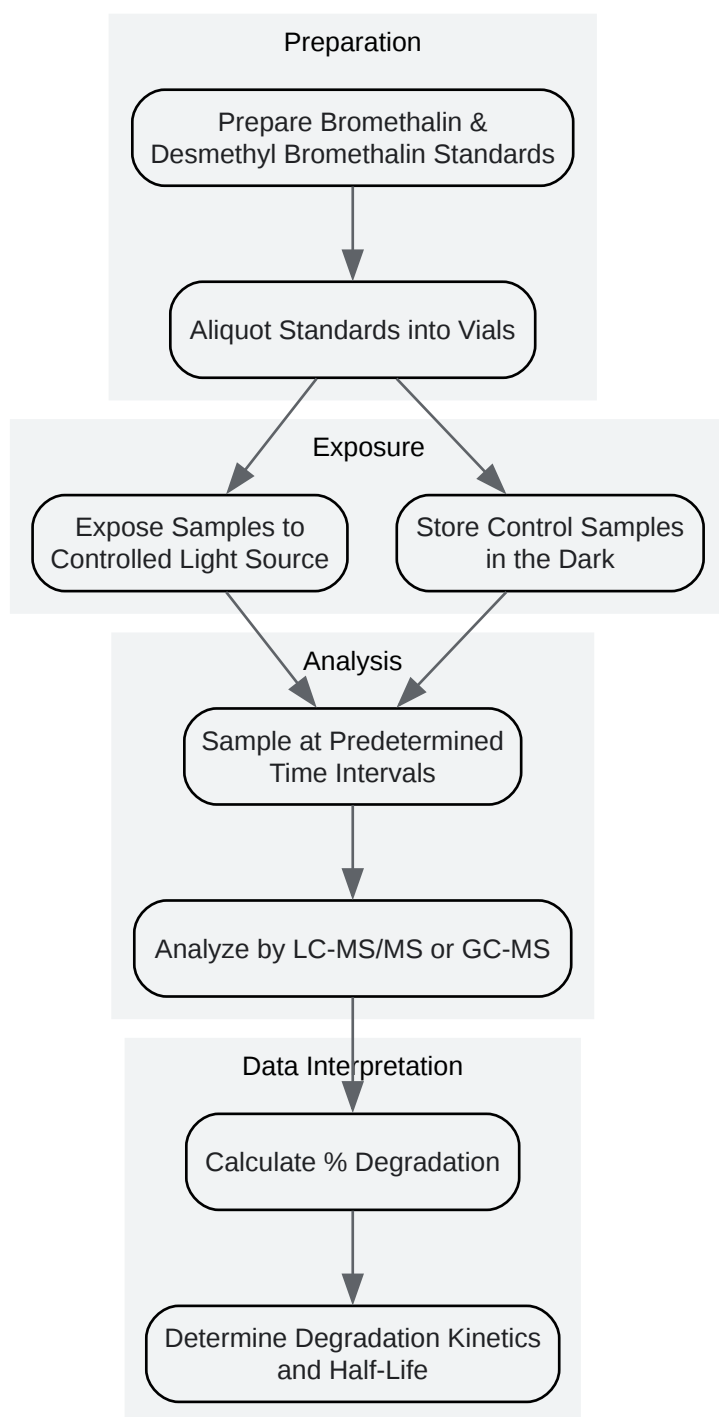 Preparation
Prepare Bromethalin &
Desmethyl Bromethalin Standards
Aliquot Standards into Vials
Exposure
Expose Samples to
Controlled Light Source
Store Control Samples
in the Dark
Analysis
Sample at Predetermined
Time Intervals
Analyze by LC-MS/MS or GC-MS
Data Interpretation
Calculate % Degradation
Determine Degradation Kinetics
and Half-Life